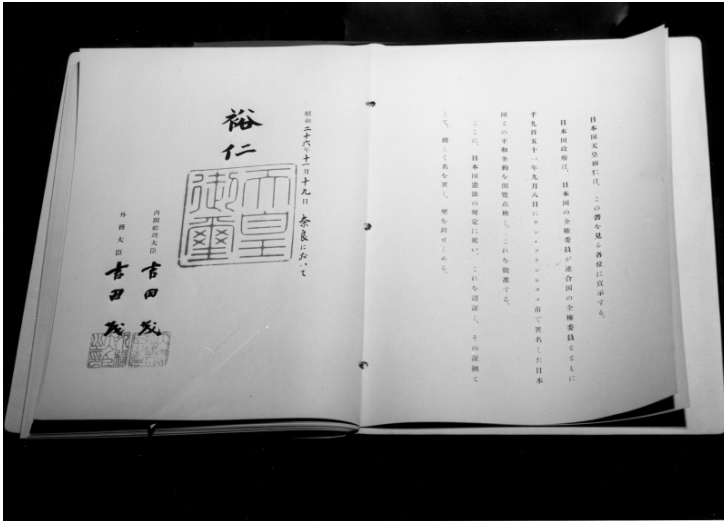 日本国天皇裕仁は、この書を見る各位に宣示する。
日本国政府は、日本国の全権委員が連合国の全権委員とともに
千九百五十一年九月八日にサン・フランシスコ市で署名した日本
国との平和条約を閲覧点検し、これを批准する。
ここに、日本国憲法の規定に従い、これを認証し、その証拠と
して、親しく名を署し、璽を鈐せしめる。
昭和二十六年十一月十九日 奈良において
裕仁
天皇御璽
内閣総理大臣 吉田茂
外務大臣 吉田茂